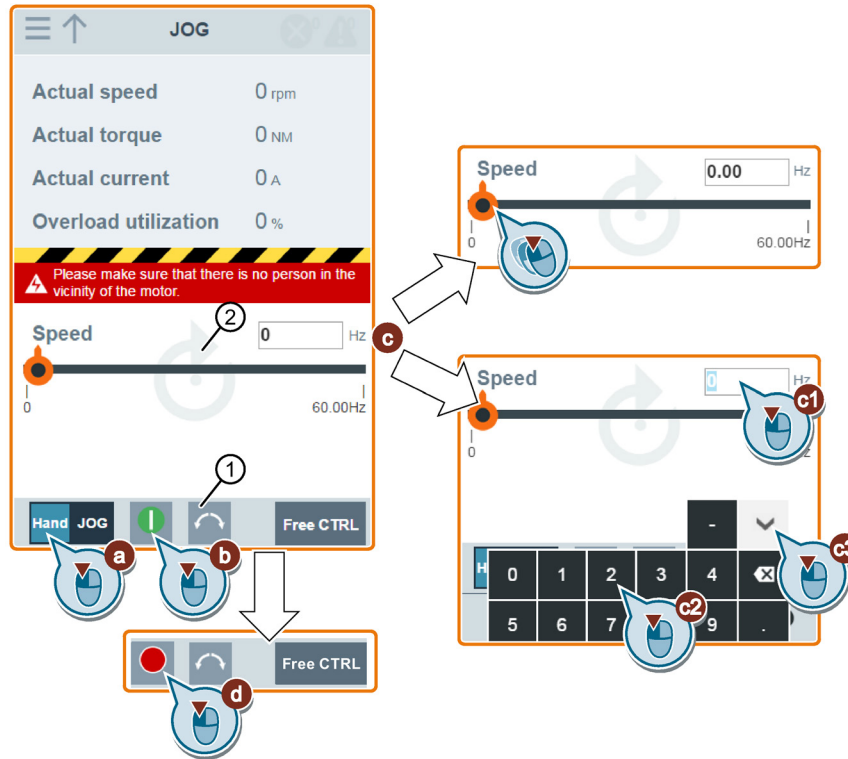 JOG
Actual speed 0 rpm
Actual torque 0 NM
Actual current 0 A
Overload utilization 0 %
Please make sure that there is no person in the
vicinity of the motor.
2
Speed 0 Hz
0 60.00Hz
1
Hand JOG Free CTRL
a b
Free CTRL
d
c
Speed 0.00 Hz
0 60.00Hz
Speed 0 Hz
c1
0
-
0 1 2 3 4
c3
c2
5 6 7 9 .